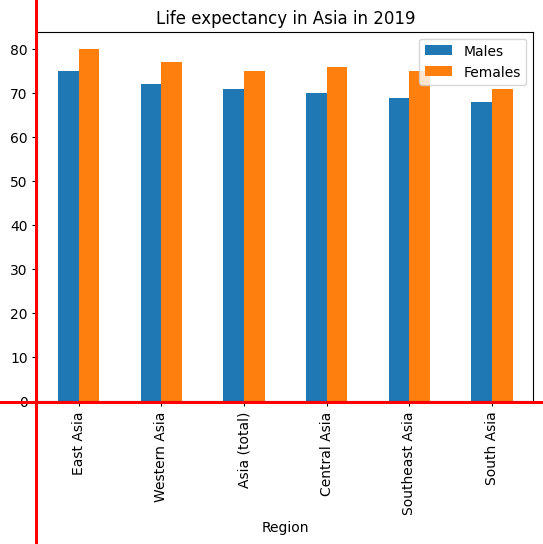 Life expectancy in Asia in 2019
Males
Females
80
70
60
50
40
30
20
10
0
East Asia
Western Asia
Asia (total)
Central Asia
Southeast Asia
South Asia
Region